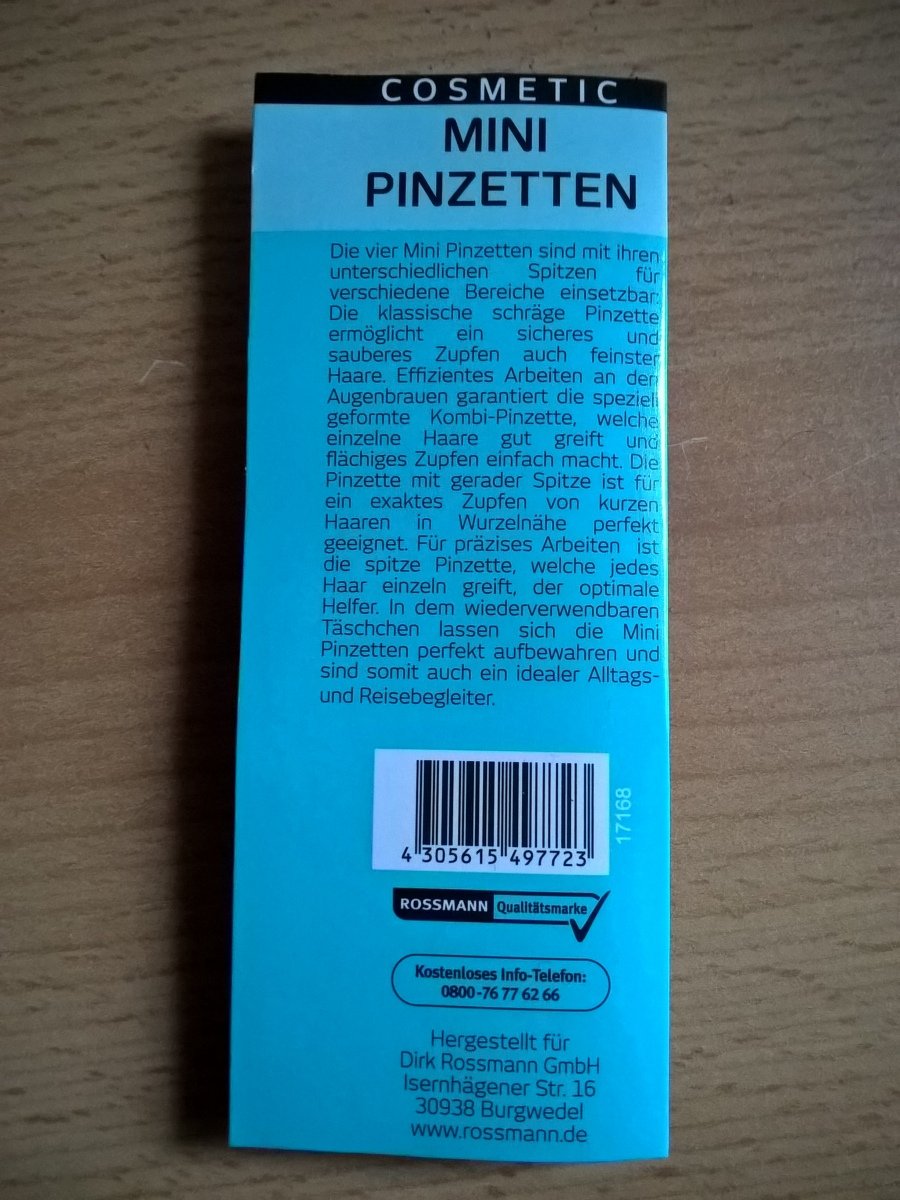 COSMETIC
MINI
PINZETTEN
Die vier Mini Pinzetten sind mit ihren
unterschiedlichen Spitzen für
verschiedene Bereiche einsetzbar.
Die klassische schräge Pinzette
ermöglicht ein sicheres und
sauberes Zupfen auch feinster
Haare. Effizientes Arbeiten an den
Augenbrauen garantiert die speziell
geformte Kombi-Pinzette, welche
einzelne Haare gut greift und
flächiges Zupfen einfach macht. Die
Pinzette mit gerader Spitze ist für
ein exaktes Zupfen von kurzen
Haaren in Wurzelnähe perfekt
geeignet. Für präzises Arbeiten ist
die spitze Pinzette, welche jedes
Haar einzeln greift, der optimale
Helfer. In dem wiederverwendbaren
Täschchen lassen sich die Mini
Pinzetten perfekt aufbewahren und
sind somit auch ein idealer Alltags-
und Reisebegleiter.
4 305615 497723
17168
ROSSMANN Qualitätsmarke
Kostenloses Info-Telefon:
0800-76 77 62 66
Hergestellt für
Dirk Rossmann GmbH
Isernhägener Str. 16
30938 Burgwedel
www.rossmann.de